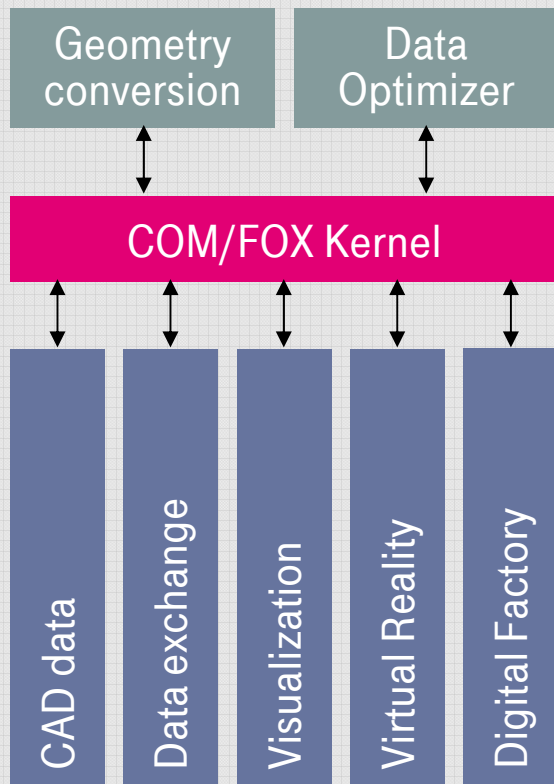 Geometry
conversion
Data
Optimizer
COM/FOX Kernel
CAD data
Data exchange
Visualization
Virtual Reality
Digital Factory